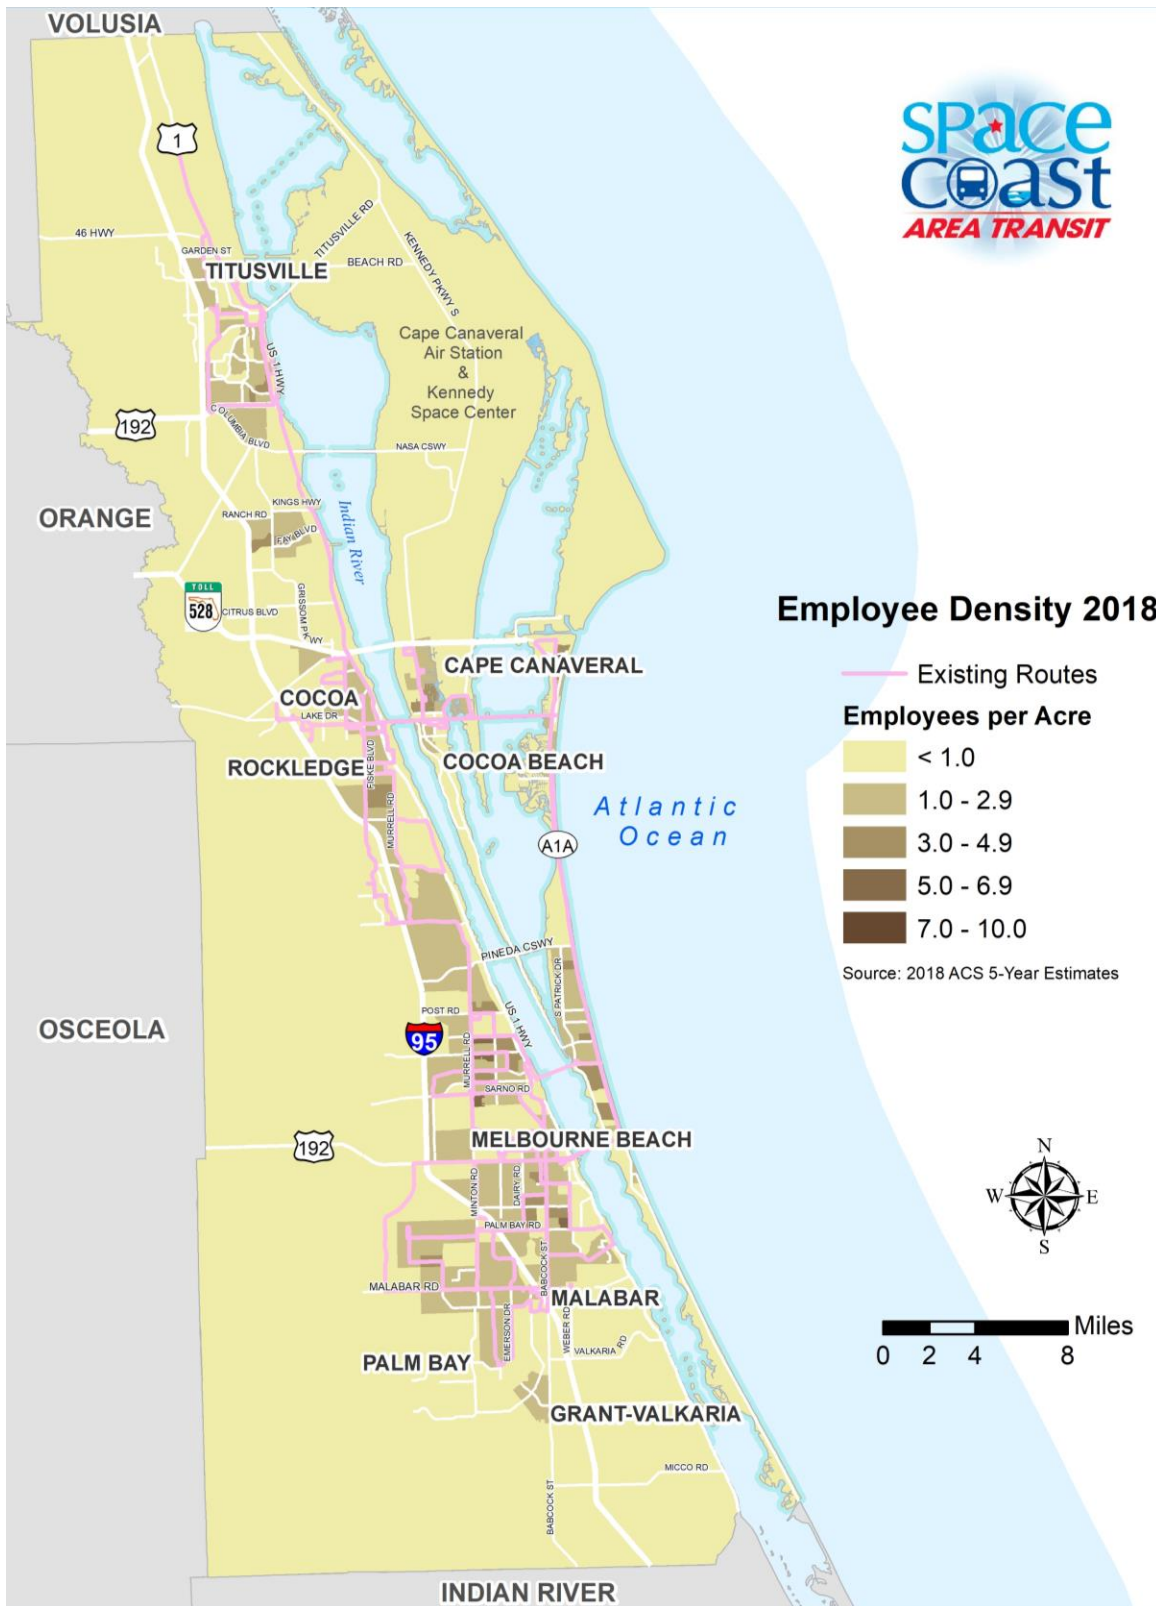 VOLUSIA
1
space
coast
AREA TRANSIT
46 HWY
GARDEN ST
TITUSVILLE
TITUSVILLE RD
BEACH RD
KENNEDY PKWY S
Cape Canaveral
Air Station
&
Kennedy
Space Center
US 1 HWY
192
COLUMBIA BLVD
NASA CSWY
ORANGE
KINGS HWY
RANCH RD
FAY BLVD
Indian River
TOLL
528
CITRUS BLVD
GRISSOM PKWY
Employee Density 2018
Existing Routes
Employees per Acre
< 1.0
1.0 - 2.9
3.0 - 4.9
5.0 - 6.9
7.0 - 10.0
Source: 2018 ACS 5-Year Estimates
CAPE CANAVERAL
COCOA
LAKE DR
ROCKLEDGE
FISKE BLVD
COCOA BEACH
MURRELL RD
Atlantic
Ocean
A1A
PINEDA CSWY
S PATRICK DR
OSCEOLA
POST RD
US 1 HWY
95
MURRELL RD
SARNO RD
192
MELBOURNE BEACH
MINTON RD
DAIRY RD
PALM BAY RD
N
W
E
S
MALABAR RD
BABCOCK ST
MALABAR
EMERSON DR
WEBER RD
VALKARIA RD
PALM BAY
GRANT-VALKARIA
Miles
0 2 4 8
MICCO RD
BABCOCK ST
INDIAN RIVER